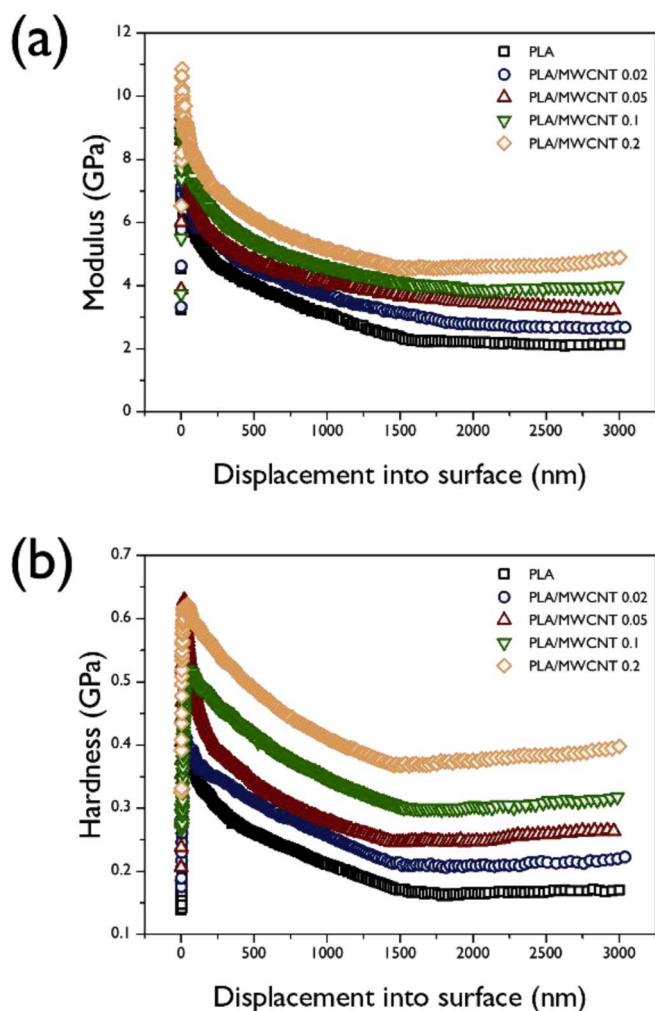 (a)
12
10
8
6
4
2
0
Modulus (GPa)
PLA
PLA/MWCNT 0.02
PLA/MWCNT 0.05
PLA/MWCNT 0.1
PLA/MWCNT 0.2
0 500 1000 1500 2000 2500 3000
Displacement into surface (nm)
(b)
0.7
0.6
0.5
0.4
0.3
0.2
0.1
Hardness (GPa)
PLA
PLA/MWCNT 0.02
PLA/MWCNT 0.05
PLA/MWCNT 0.1
PLA/MWCNT 0.2
0 500 1000 1500 2000 2500 3000
Displacement into surface (nm)